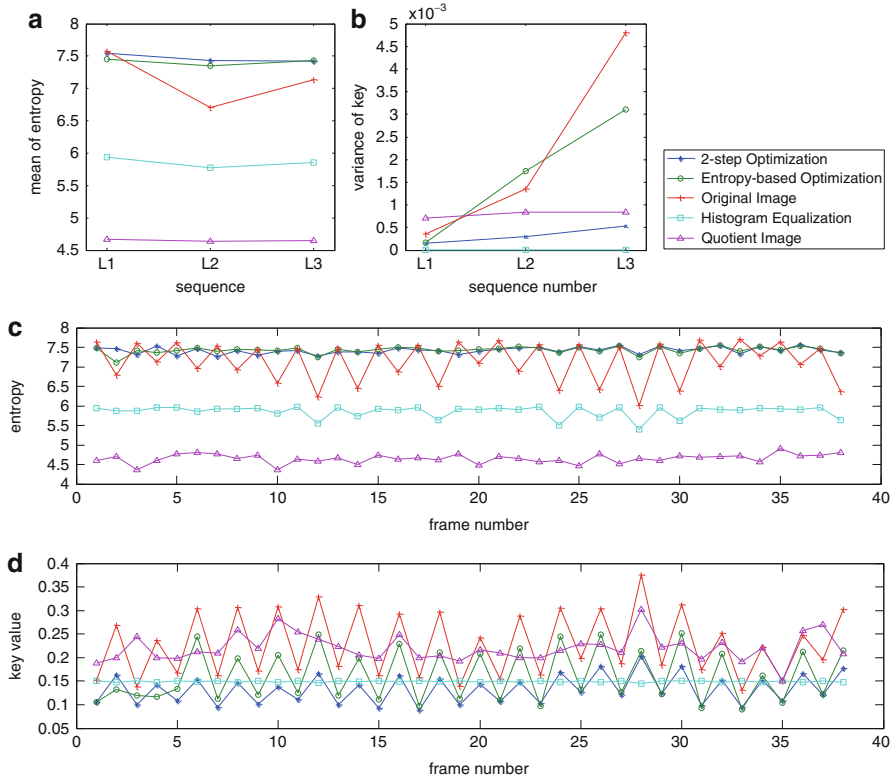 a
8
7.5
7
6.5
6
5.5
5
4.5
mean of entropy
L1 L2 L3
sequence
b
×10⁻³
5
4.5
4
3.5
3
2.5
2
1.5
1
0.5
0
variance of key
L1 L2 L3
sequence number
2-step Optimization
Entropy-based Optimization
Original Image
Histogram Equalization
Quotient Image
c
8
7.5
7
6.5
6
5.5
5
4.5
4
entropy
0 5 10 15 20 25 30 35 40
frame number
d
0.4
0.35
0.3
0.25
0.2
0.15
0.1
0.05
key value
0 5 10 15 20 25 30 35 40
frame number